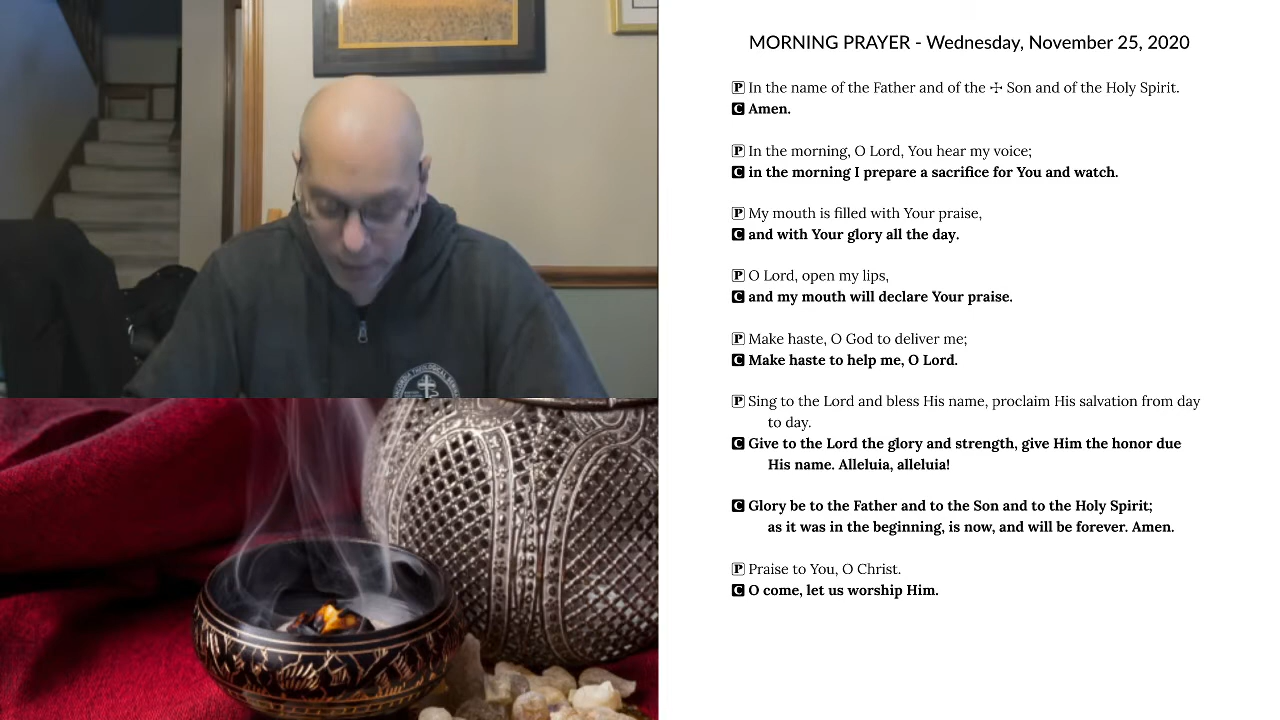 MORNING PRAYER - Wednesday, November 25, 2020
P In the name of the Father and of the ☩ Son and of the Holy Spirit.
C Amen.
P In the morning, O Lord, You hear my voice;
C in the morning I prepare a sacrifice for You and watch.
P My mouth is filled with Your praise,
C and with Your glory all the day.
P O Lord, open my lips,
C and my mouth will declare Your praise.
P Make haste, O God to deliver me;
C Make haste to help me, O Lord.
P Sing to the Lord and bless His name, proclaim His salvation from day
to day.
C Give to the Lord the glory and strength, give Him the honor due
His name. Alleluia, alleluia!
C Glory be to the Father and to the Son and to the Holy Spirit;
as it was in the beginning, is now, and will be forever. Amen.
P Praise to You, O Christ.
C O come, let us worship Him.
THEOLOGICAL